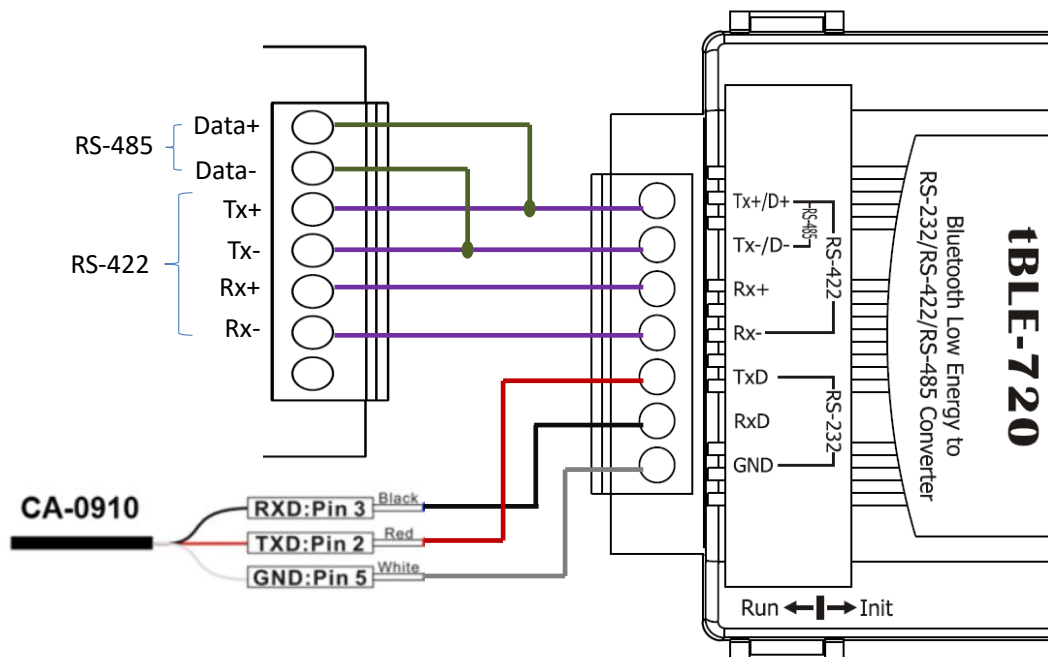 RS-485
Data+
Data-
RS-422
Tx+
Tx-
Rx+
Rx-
CA-0910
RXD:Pin 3
Black
TXD:Pin 2
Red
GND:Pin 5
White
Tx+/D+
Tx-/D-
RS-485
Rx+
Rx-
RS-422
TxD
RxD
GND
RS-232
Run
Init
tBLE-720
Bluetooth Low Energy to
RS-232/RS-422/RS-485 Converter